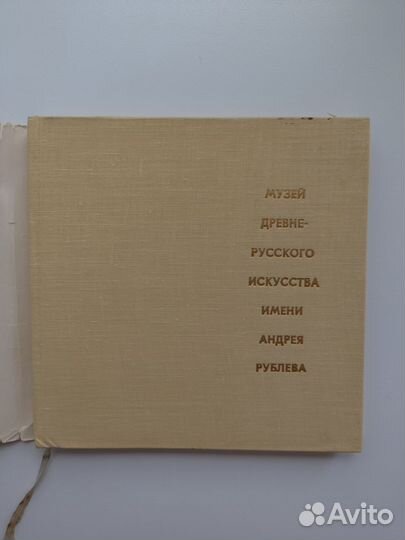 МУЗЕЙ
ДРЕВНЕ-
РУССКОГО
ИСКУССТВА
ИМЕНИ
АНДРЕЯ
РУБЛЕВА
Avito